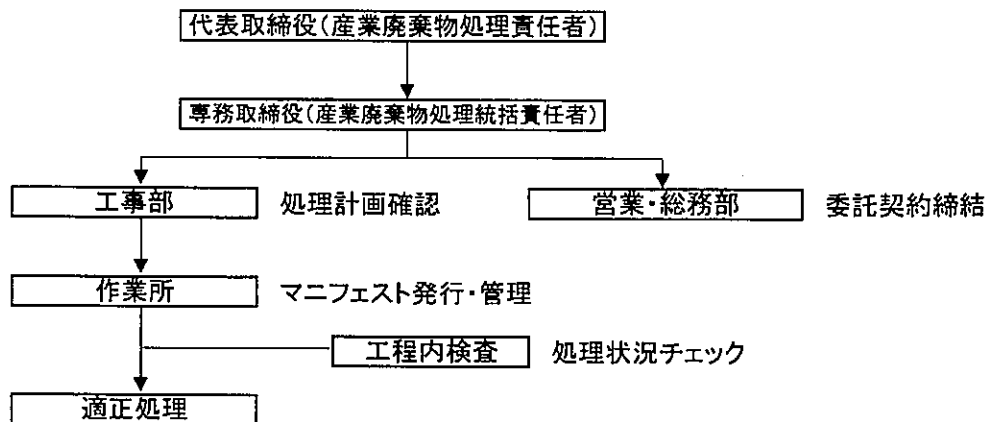 代表取締役(産業廃棄物処理責任者)
専務取締役(産業廃棄物処理統括責任者)
工事部 処理計画確認 営業・総務部 委託契約締結
作業所 マニフェスト発行・管理
工程内検査 処理状況チェック
適正処理